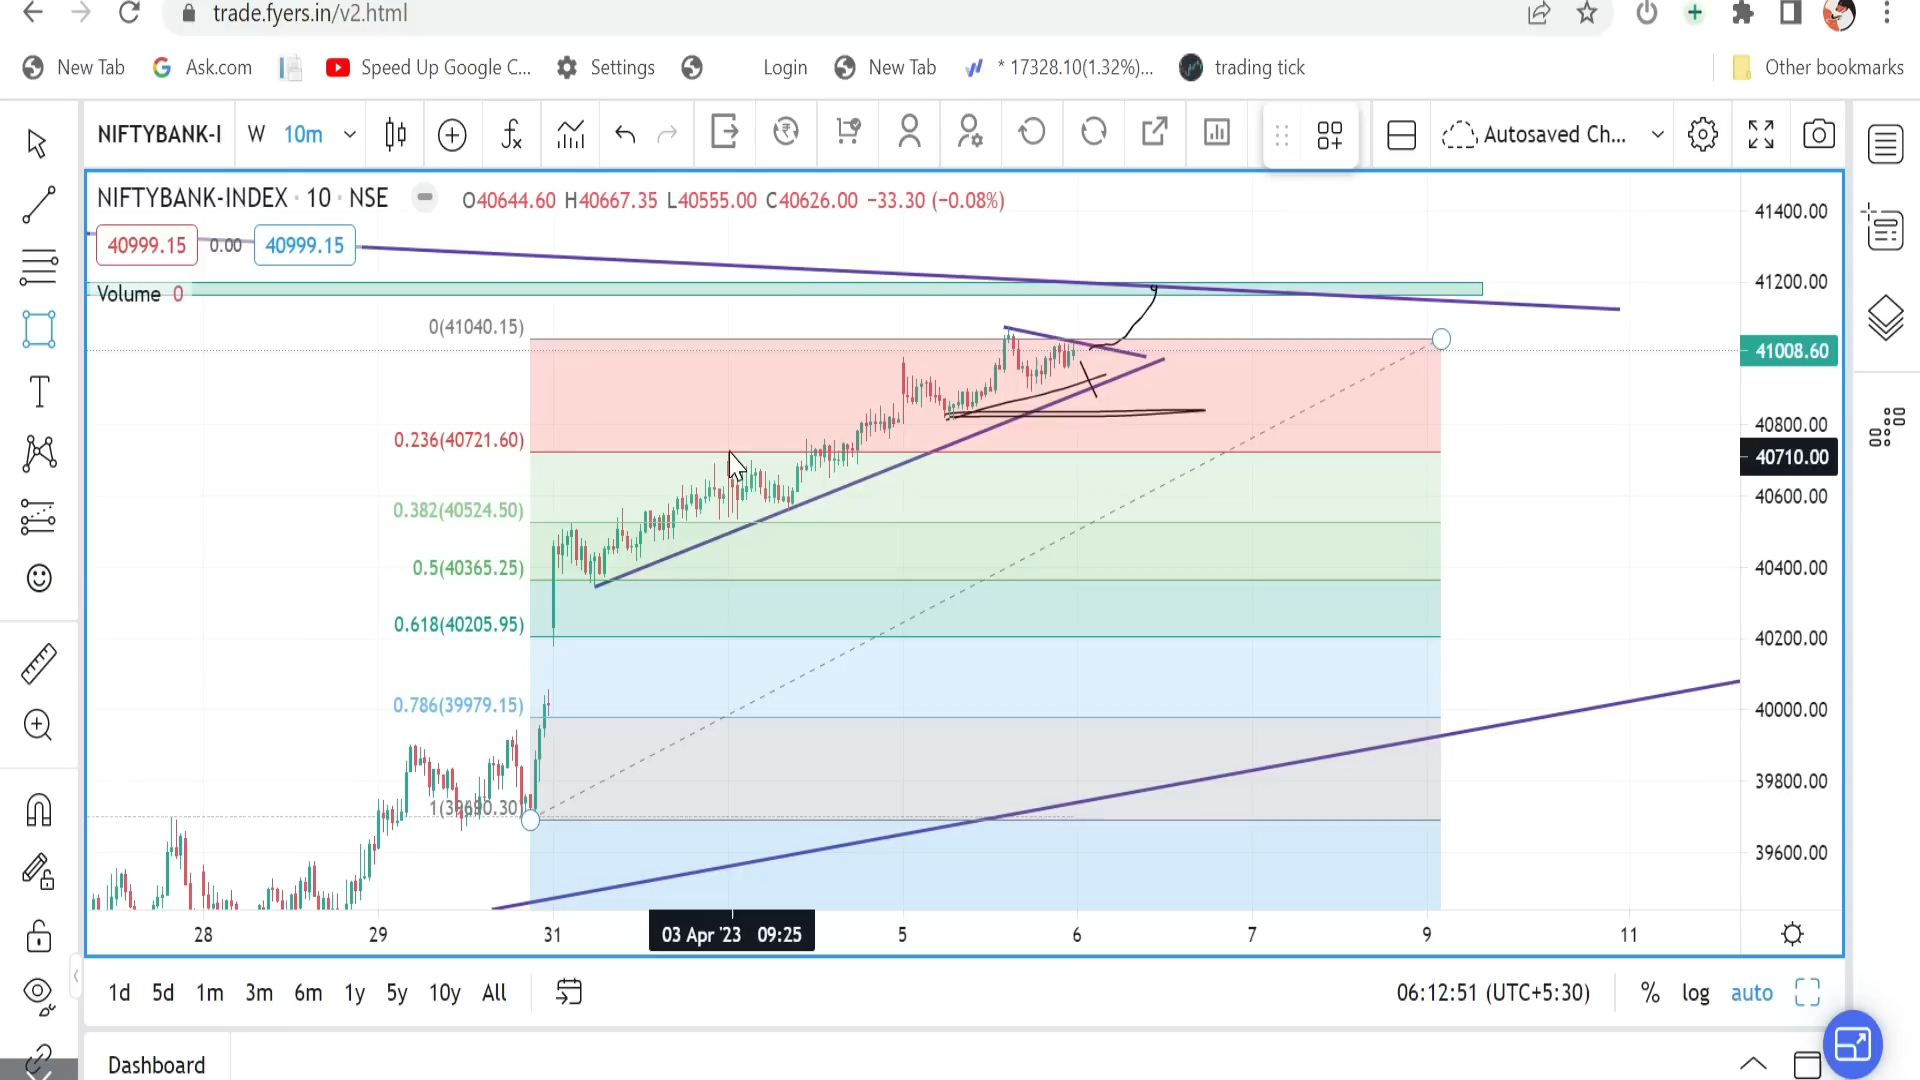 trade.fyers.in/v2.html
New Tab Ask.com Speed Up Google C... Settings Login New Tab * 17328.10(1.32%)... trading tick Other bookmarks
NIFTYBANK-I W 10m Autosaved Ch...
NIFTYBANK-INDEX · 10 · NSE O40644.60 H40667.35 L40555.00 C40626.00 −33.30 (−0.08%)
40999.15 0.00 40999.15
Volume 0
0(41040.15)
0.236(40721.60)
0.382(40524.50)
0.5(40365.25)
0.618(40205.95)
0.786(39979.15)
1(39690.30)
41400.00
41200.00
41008.60
40800.00
40710.00
40600.00
40400.00
40200.00
40000.00
39800.00
39600.00
28 29 31 03 Apr '23 09:25 5 6 7 9 11
1d 5d 1m 3m 6m 1y 5y 10y All 06:12:51 (UTC+5:30) % log auto
Dashboard